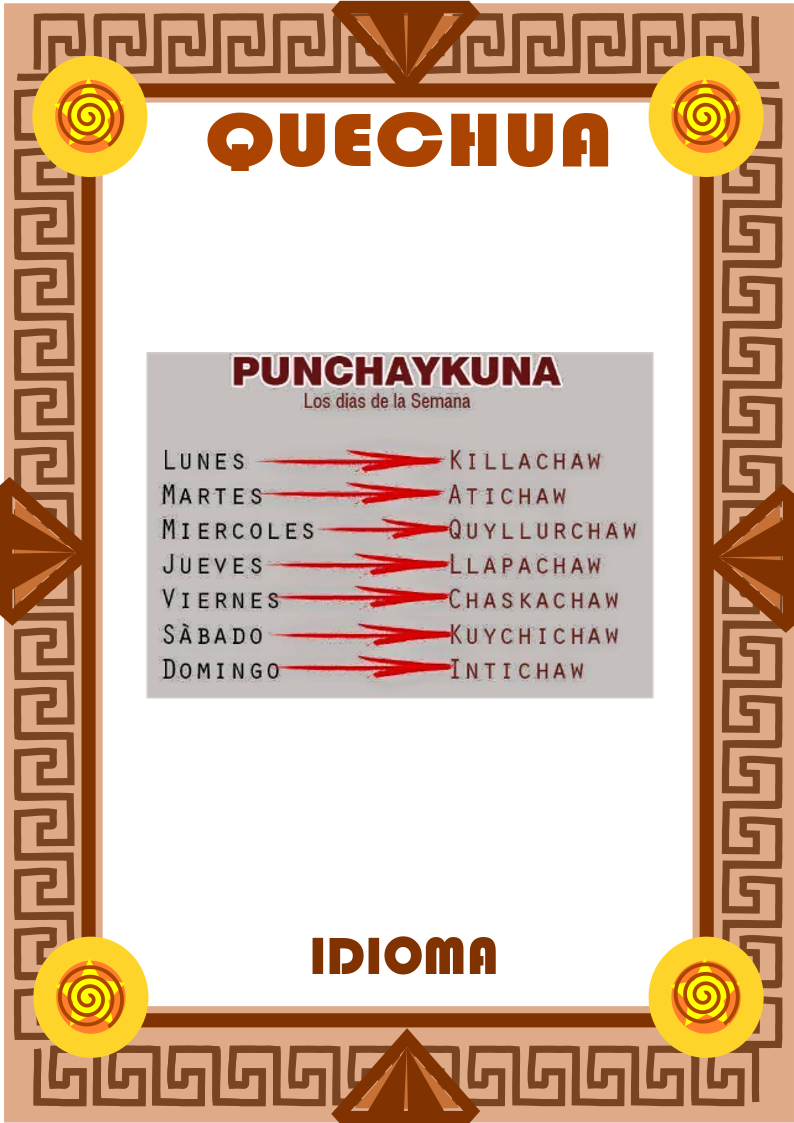 QUECHUA
PUNCHAYKUNA
Los dias de la Semana
LUNES KILLACHAW
MARTES ATICHAW
MIERCOLES QUYLLURCHAW
JUEVES LLAPACHAW
VIERNES CHASKACHAW
SÀBADO KUYCHICHAW
DOMINGO INTICHAW
IDIOMA